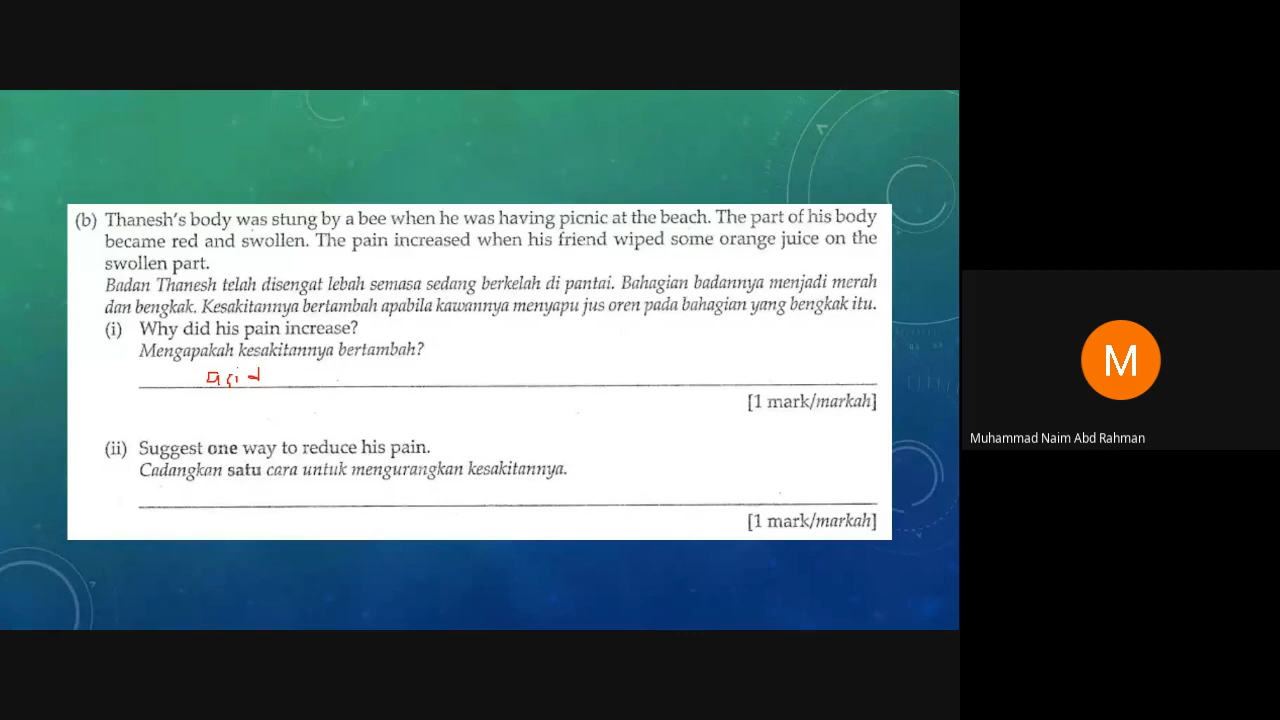 (b) Thanesh's body was stung by a bee when he was having picnic at the beach. The part of his body
became red and swollen. The pain increased when his friend wiped some orange juice on the
swollen part.
Badan Thanesh telah disengat lebah semasa sedang berkelah di pantai. Bahagian badannya menjadi merah
dan bengkak. Kesakitannya bertambah apabila kawannya menyapu jus oren pada bahagian yang bengkak itu.
(i) Why did his pain increase?
Mengapakah kesakitannya bertambah?
[1 mark/markah]
(ii) Suggest one way to reduce his pain.
Cadangkan satu cara untuk mengurangkan kesakitannya.
[1 mark/markah]
M
Muhammad Naim Abd Rahman